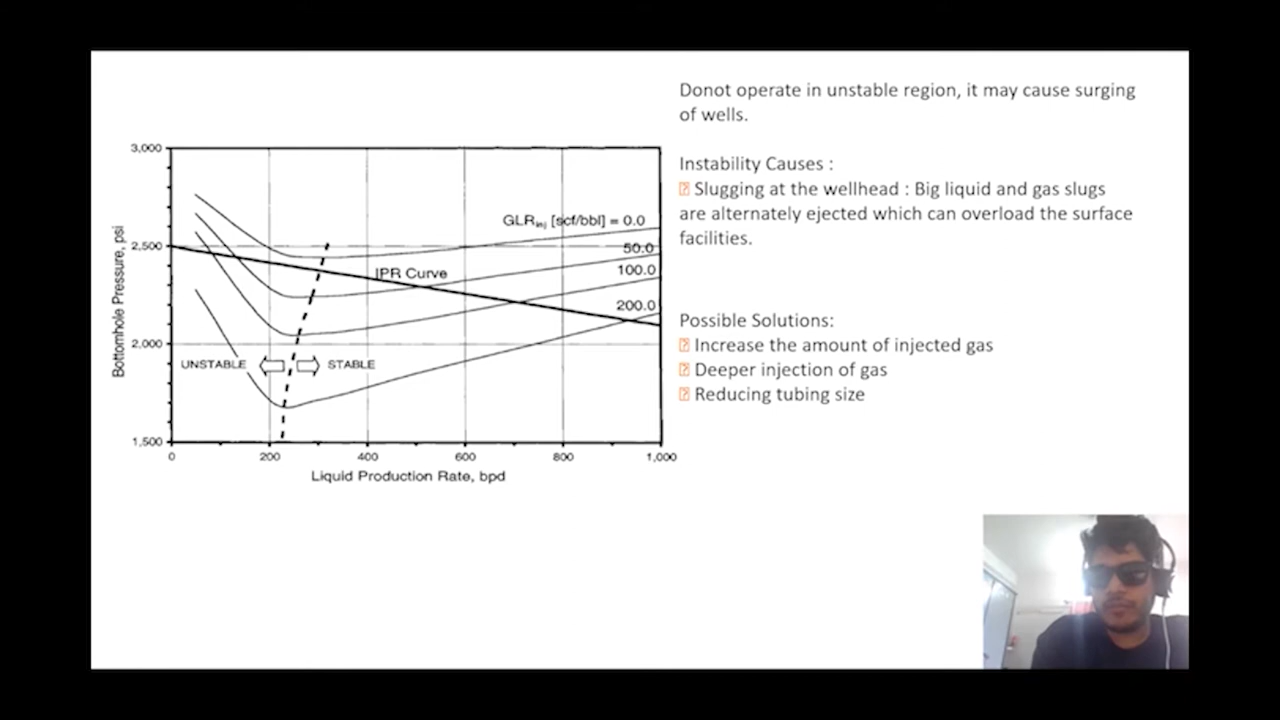 Donot operate in unstable region, it may cause surging
of wells.
Instability Causes :
Slugging at the wellhead : Big liquid and gas slugs
are alternately ejected which can overload the surface
facilities.
Possible Solutions:
Increase the amount of injected gas
Deeper injection of gas
Reducing tubing size
3,000
2,500
2,000
1,500
Bottomhole Pressure, psi
GLRinj [scf/bbl] = 0.0
50.0
100.0
200.0
IPR Curve
UNSTABLE
STABLE
0
200
400
600
800
1,000
Liquid Production Rate, bpd